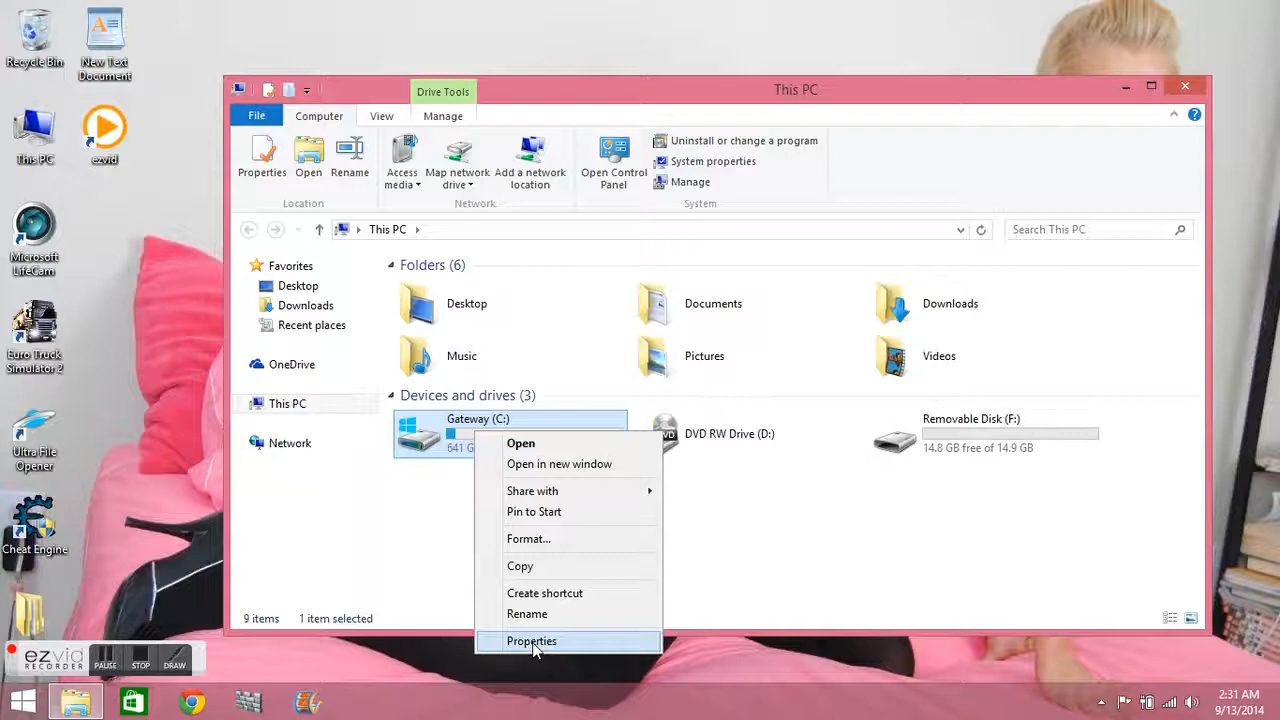 Recycle Bin
New Text
Document
This PC
ezvid
Microsoft
LifeCam
Euro Truck
Simulator 2
Ultra File
Opener
Cheat Engine
Drive Tools
This PC
File
Computer
View
Manage
Properties
Open
Rename
Access
media
Map network
drive
Add a network
location
Open Control
Panel
Uninstall or change a program
System properties
Manage
Location
Network
System
This PC
Search This PC
Favorites
Desktop
Downloads
Recent places
OneDrive
This PC
Network
Folders (6)
Desktop
Documents
Downloads
Music
Pictures
Videos
Devices and drives (3)
Gateway (C:)
641 G
DVD
DVD RW Drive (D:)
Removable Disk (F:)
14.8 GB free of 14.9 GB
Open
Open in new window
Share with
Pin to Start
Format...
Copy
Create shortcut
Rename
Properties
9 items
1 item selected
ezvid
RECORDER
PAUSE
STOP
DRAW
2:31 AM
9/13/2014